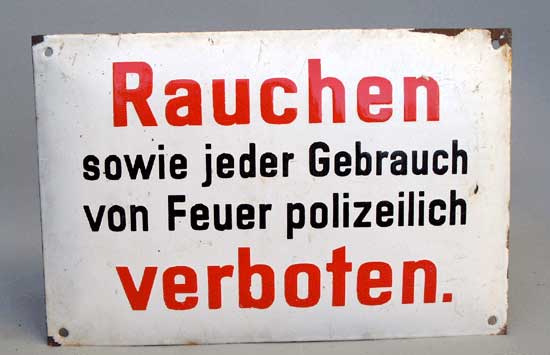 Rauchen
sowie jeder Gebrauch
von Feuer polizeilich
verboten.